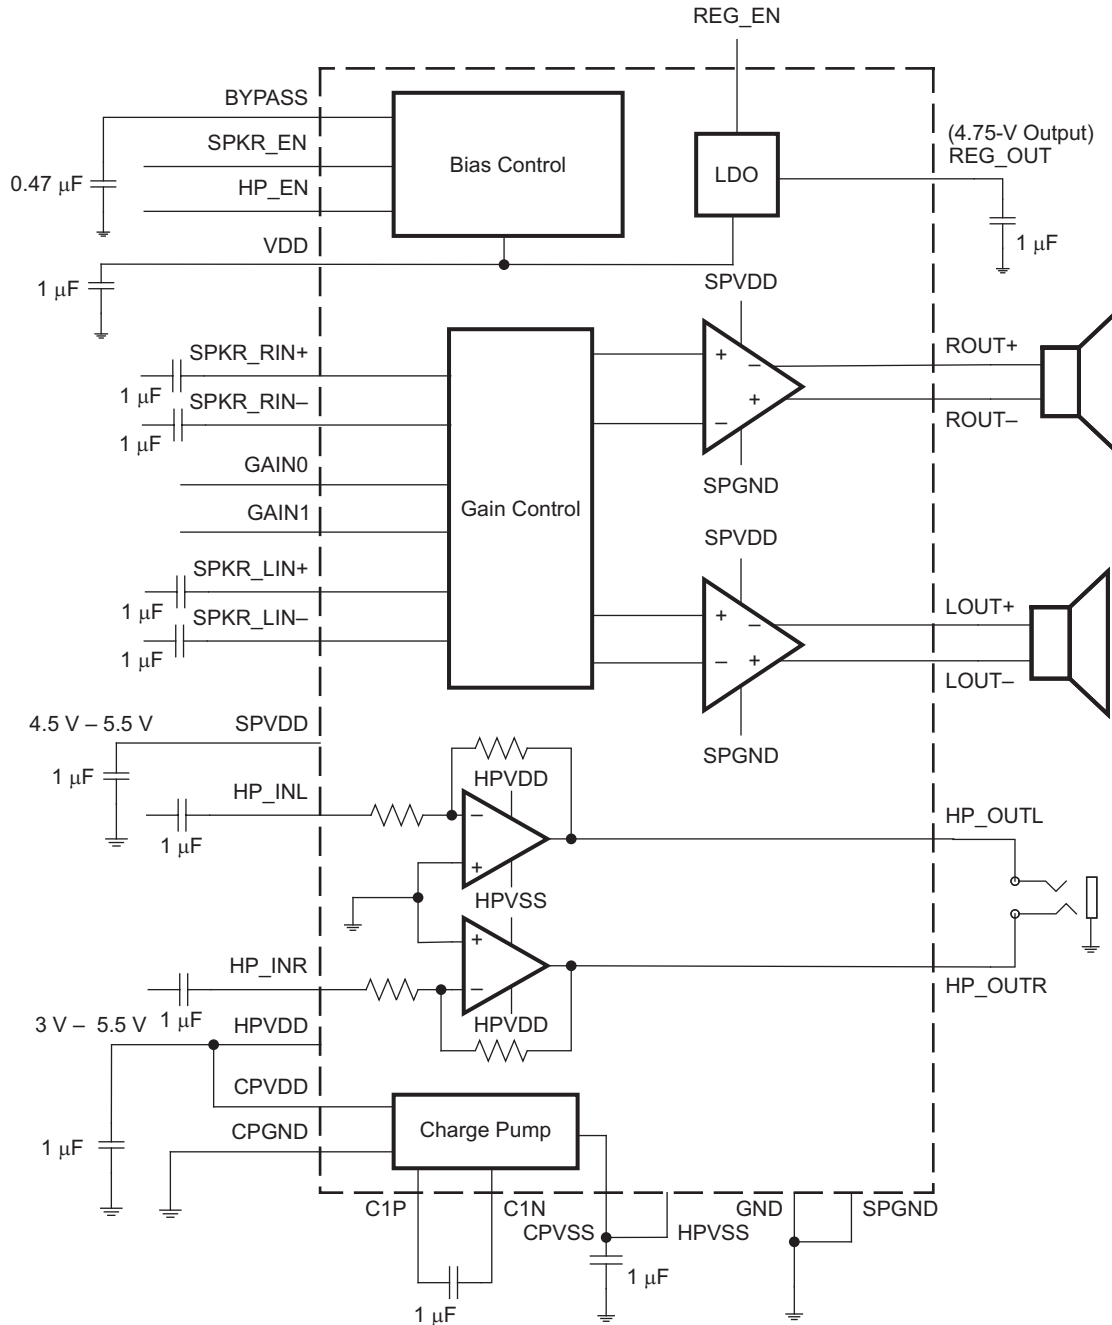 REG_EN
BYPASS
SPKR_EN
0.47 μF
HP_EN
Bias Control
LDO
(4.75-V Output)
REG_OUT
1 μF
VDD
1 μF
SPVDD
SPKR_RIN+
1 μF
SPKR_RIN–
1 μF
GAIN0
GAIN1
SPKR_LIN+
1 μF
SPKR_LIN–
1 μF
Gain Control
+
–
–
+
ROUT+
ROUT–
SPGND
SPVDD
+
–
–
+
LOUT+
LOUT–
SPGND
4.5 V – 5.5 V
SPVDD
1 μF
HP_INL
1 μF
HPVDD
–
+
HPVSS
HP_OUTL
+
–
HPVDD
HP_INR
1 μF
HP_OUTR
3 V –  5.5 V
HPVDD
CPVDD
CPGND
1 μF
Charge Pump
C1P
C1N
1 μF
CPVSS
HPVSS
1 μF
GND
SPGND